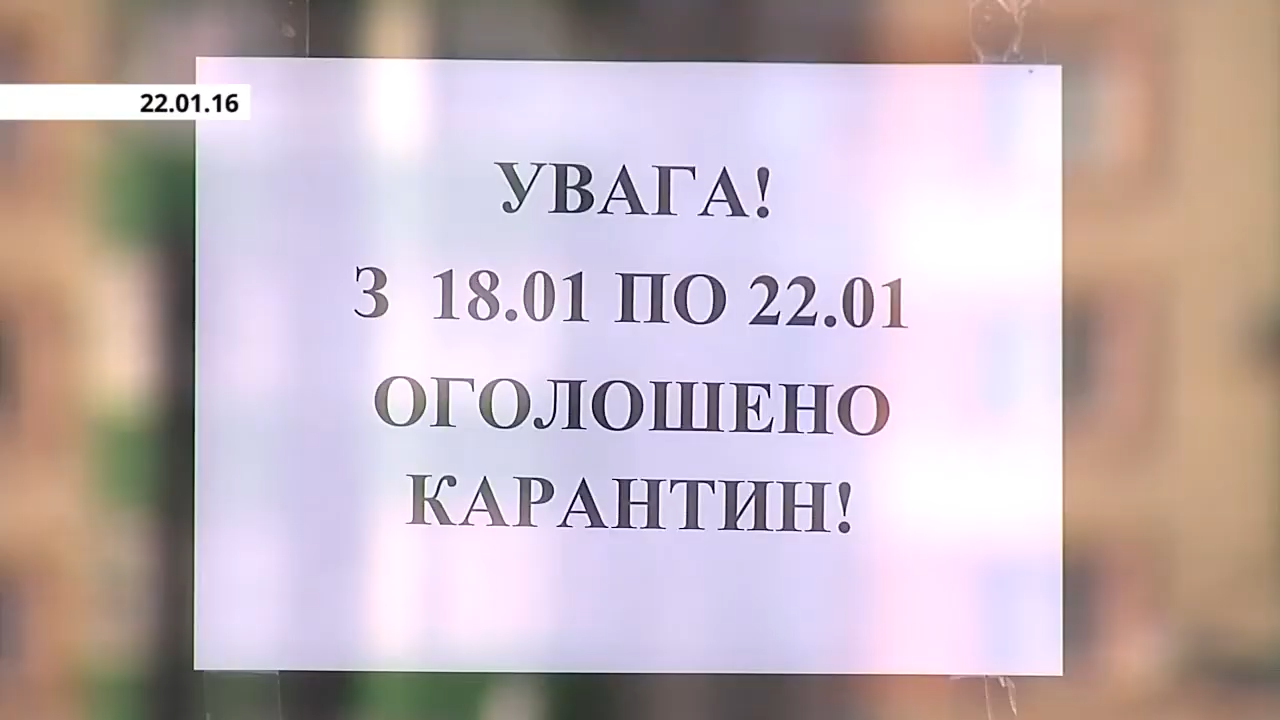 22.01.16
УВАГА!
З 18.01 ПО 22.01
ОГОЛОШЕНО
КАРАНТИН!